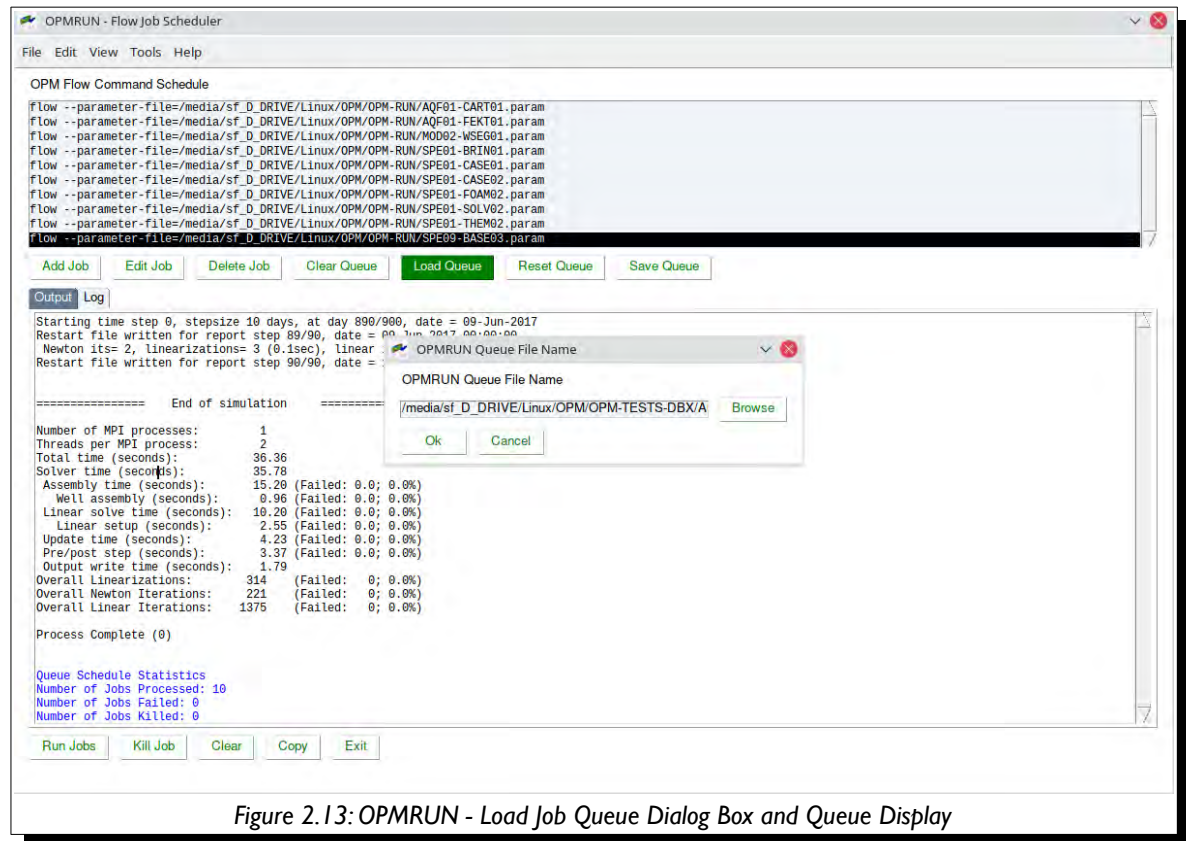 OPMRUN - Flow Job Scheduler
File Edit View Tools Help
OPM Flow Command Schedule
flow --parameter-file=/media/sf_D_DRIVE/Linux/OPM/OPM-RUN/AQF01-CART01.param
flow --parameter-file=/media/sf_D_DRIVE/Linux/OPM/OPM-RUN/AQF01-FEKT01.param
flow --parameter-file=/media/sf_D_DRIVE/Linux/OPM/OPM-RUN/MOD02-WSEG01.param
flow --parameter-file=/media/sf_D_DRIVE/Linux/OPM/OPM-RUN/SPE01-BRIN01.param
flow --parameter-file=/media/sf_D_DRIVE/Linux/OPM/OPM-RUN/SPE01-CASE01.param
flow --parameter-file=/media/sf_D_DRIVE/Linux/OPM/OPM-RUN/SPE01-CASE02.param
flow --parameter-file=/media/sf_D_DRIVE/Linux/OPM/OPM-RUN/SPE01-FOAM02.param
flow --parameter-file=/media/sf_D_DRIVE/Linux/OPM/OPM-RUN/SPE01-SOLV02.param
flow --parameter-file=/media/sf_D_DRIVE/Linux/OPM/OPM-RUN/SPE01-THEM02.param
flow --parameter-file=/media/sf_D_DRIVE/Linux/OPM/OPM-RUN/SPE09-BASE03.param
Add Job Edit Job Delete Job Clear Queue Load Queue Reset Queue Save Queue
Output Log
Starting time step 0, stepsize 10 days, at day 890/900, date = 09-Jun-2017
Restart file written for report step 89/90, date = 09-Jun-2017 00:00:00
Newton its= 2, linearizations= 3 (0.1sec), linear
Restart file written for report step 90/90, date =
================ End of simulation ==========
Number of MPI processes: 1
Threads per MPI process: 2
Total time (seconds): 36.36
Solver time (seconds): 35.78
Assembly time (seconds): 15.20 (Failed: 0.0; 0.0%)
Well assembly (seconds): 0.96 (Failed: 0.0; 0.0%)
Linear solve time (seconds): 10.20 (Failed: 0.0; 0.0%)
Linear setup (seconds): 2.55 (Failed: 0.0; 0.0%)
Update time (seconds): 4.23 (Failed: 0.0; 0.0%)
Pre/post step (seconds): 3.37 (Failed: 0.0; 0.0%)
Output write time (seconds): 1.79
Overall Linearizations: 314 (Failed: 0; 0.0%)
Overall Newton Iterations: 221 (Failed: 0; 0.0%)
Overall Linear Iterations: 1375 (Failed: 0; 0.0%)
Process Complete (0)
Queue Schedule Statistics
Number of Jobs Processed: 10
Number of Jobs Failed: 0
Number of Jobs Killed: 0
OPMRUN Queue File Name
OPMRUN Queue File Name
/media/sf_D_DRIVE/Linux/OPM/OPM-TESTS-DBX/A Browse
Ok Cancel
Run Jobs Kill Job Clear Copy Exit
Figure 2.13: OPMRUN - Load Job Queue Dialog Box and Queue Display